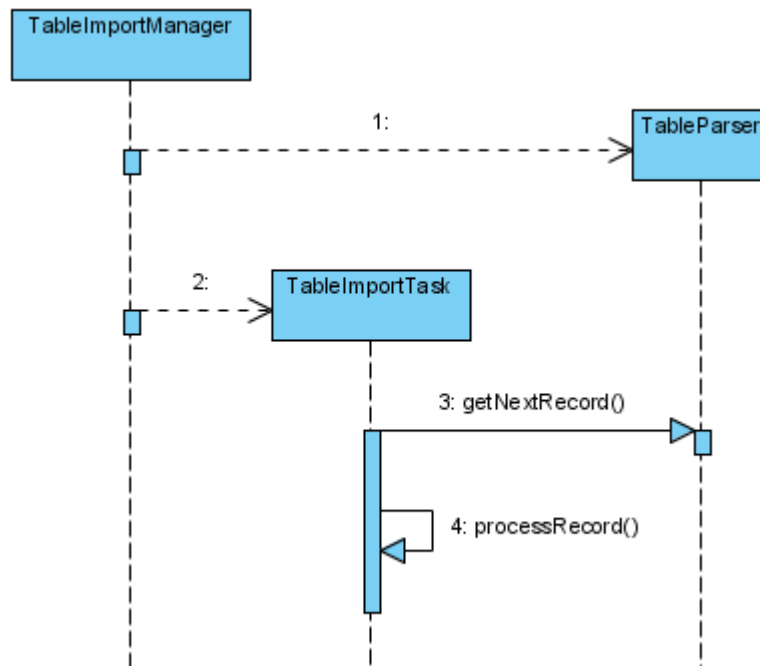 TableImportManager
1:
TableParser
2:
TableImportTask
3: getNextRecord()
4: processRecord()